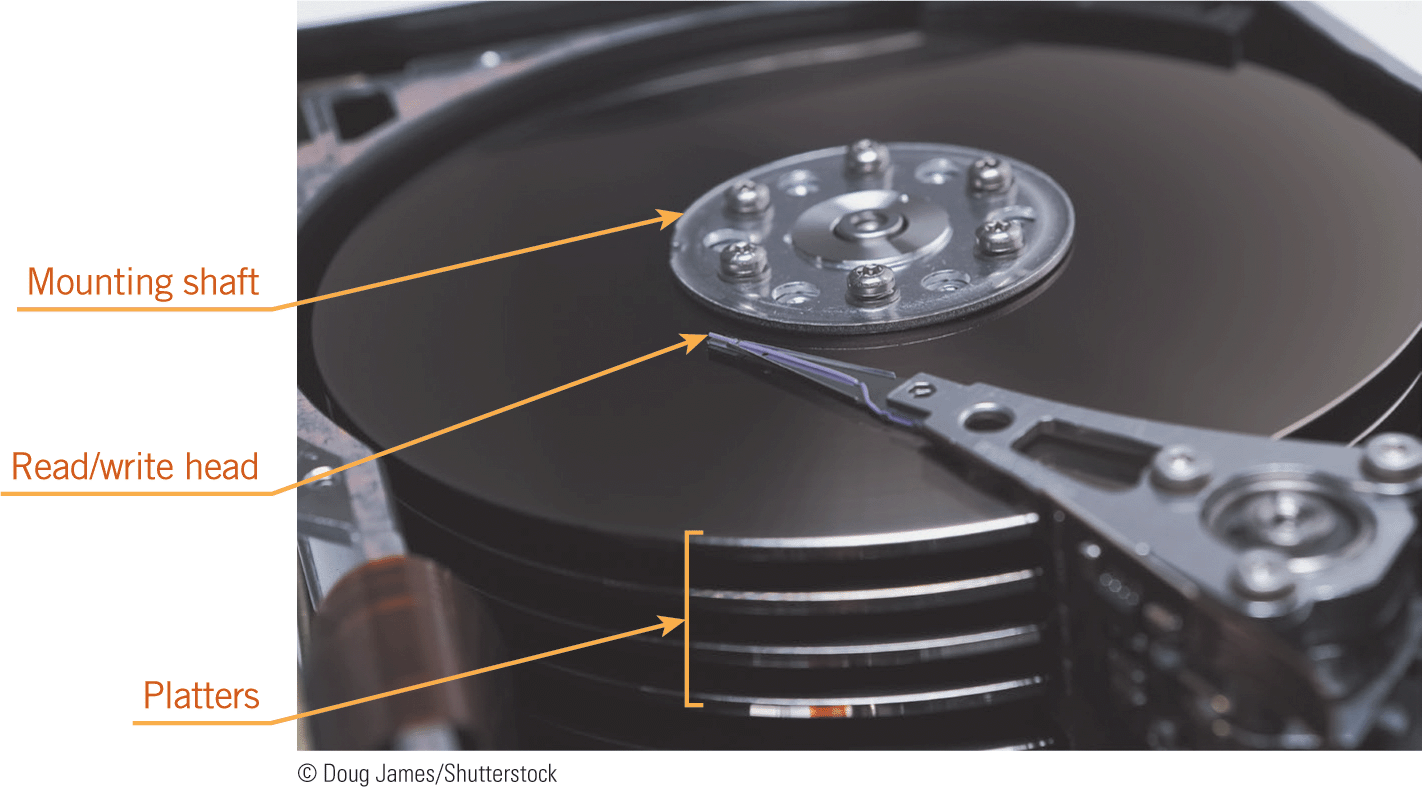 Mounting shaft
Read/write head
Platters
© Doug James/Shutterstock